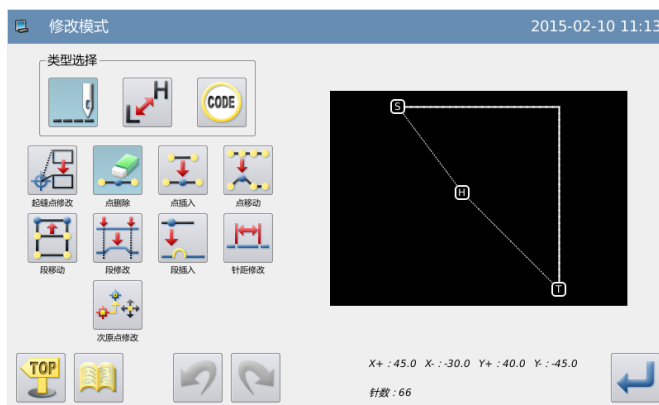 修改模式 2015-02-10 11:13
类型选择
H
L
CODE
起缝点修改 点删除 点插入 点移动
段移动 段修改 段插入 针距修改
次原点修改
S
H
T
TOP
X+ : 45.0 X- : -30.0 Y+ : 40.0 Y- : -45.0
针数 : 66